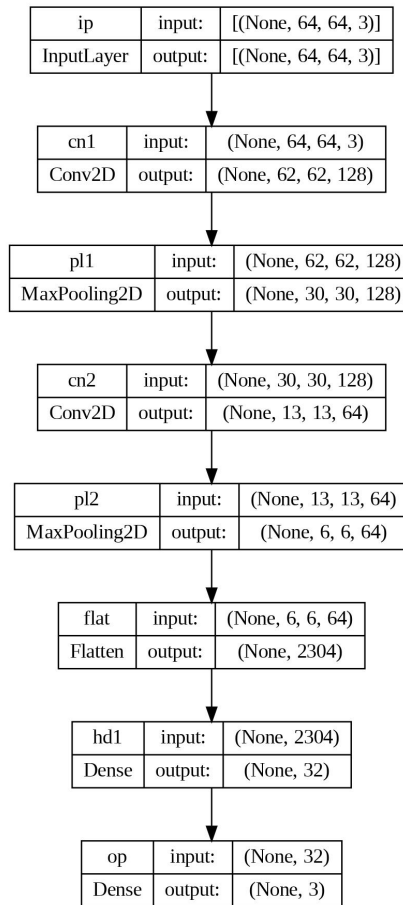 ip input: [(None, 64, 64, 3)]
InputLayer output: [(None, 64, 64, 3)]
cn1 input: (None, 64, 64, 3)
Conv2D output: (None, 62, 62, 128)
pl1 input: (None, 62, 62, 128)
MaxPooling2D output: (None, 30, 30, 128)
cn2 input: (None, 30, 30, 128)
Conv2D output: (None, 13, 13, 64)
pl2 input: (None, 13, 13, 64)
MaxPooling2D output: (None, 6, 6, 64)
flat input: (None, 6, 6, 64)
Flatten output: (None, 2304)
hd1 input: (None, 2304)
Dense output: (None, 32)
op input: (None, 32)
Dense output: (None, 3)